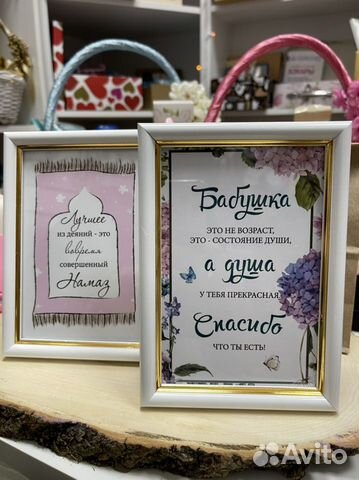 Лучшее
из деяний - это
вовремя
совершенный
Намаз
Бабушка
ЭТО НЕ ВОЗРАСТ,
ЭТО - СОСТОЯНИЕ ДУШИ,
а душа
У ТЕБЯ ПРЕКРАСНАЯ
Спасибо
ЧТО ТЫ ЕСТЬ!
Avito